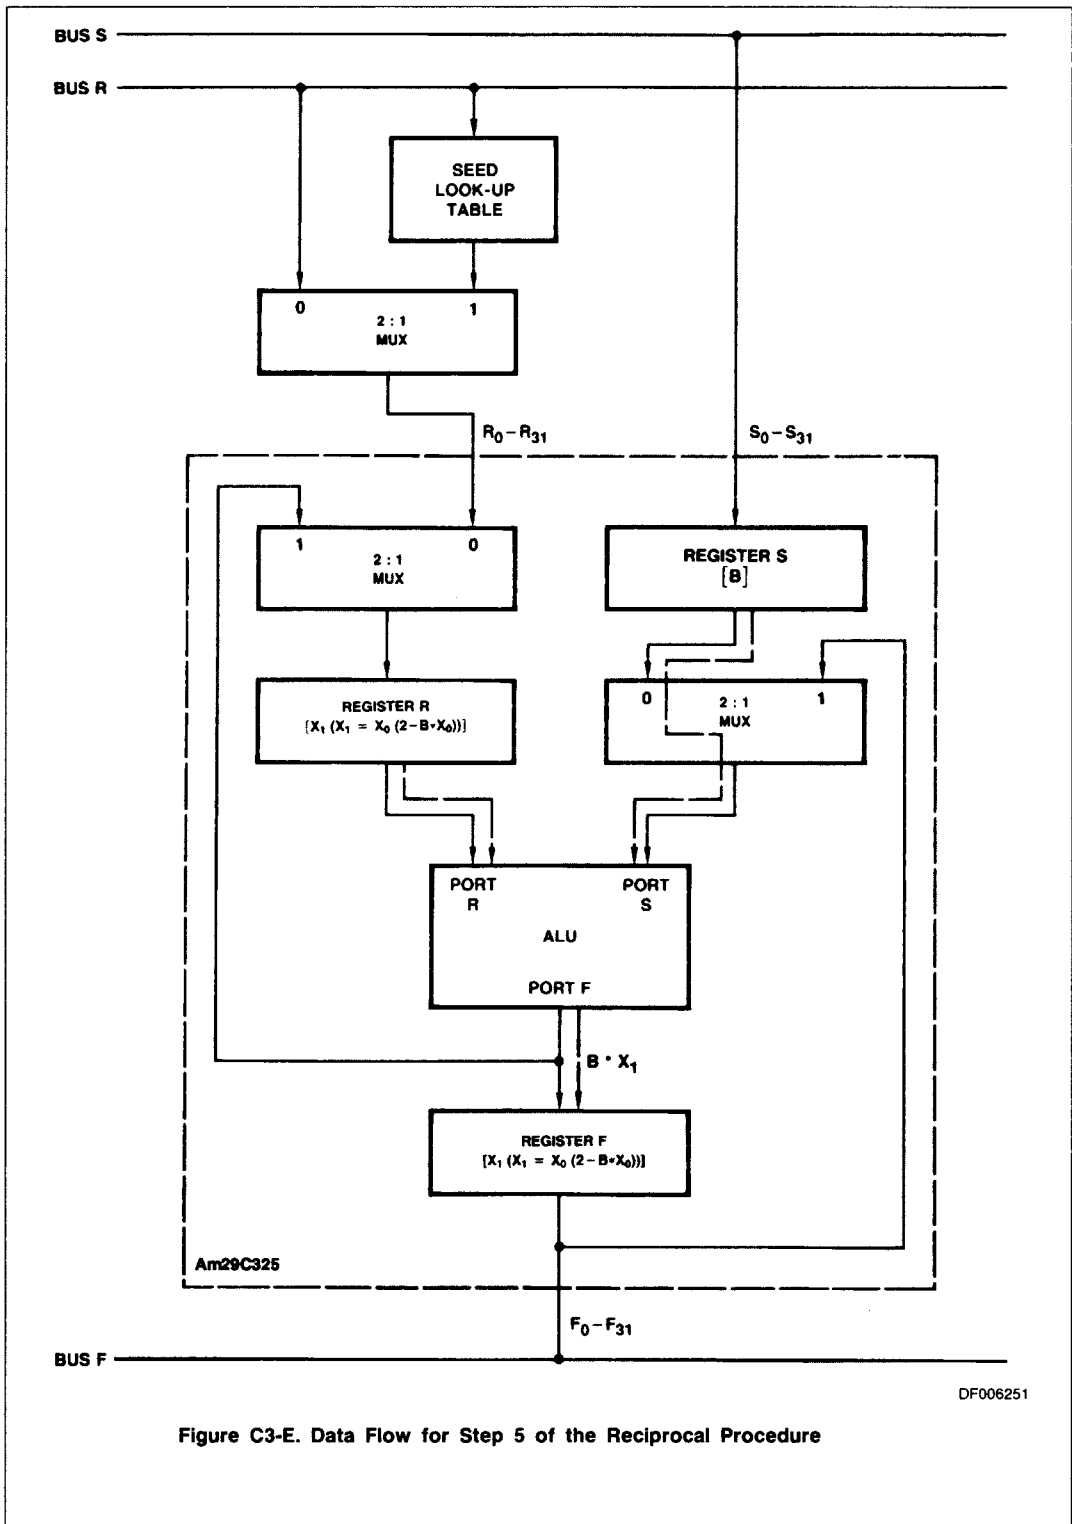 BUS S
BUS R
SEED
LOOK-UP
TABLE
0 1
2 : 1
MUX
R₀–R₃₁
S₀–S₃₁
1 0
2 : 1
MUX
REGISTER S
[B]
REGISTER R
[X₁ (X₁ = X₀ (2–B*X₀))]
0 1
2 : 1
MUX
PORT
R
PORT
S
ALU
PORT F
B * X₁
REGISTER F
[X₁ (X₁ = X₀ (2–B*X₀))]
Am29C325
F₀–F₃₁
BUS F
DF006251
Figure C3-E. Data Flow for Step 5 of the Reciprocal Procedure